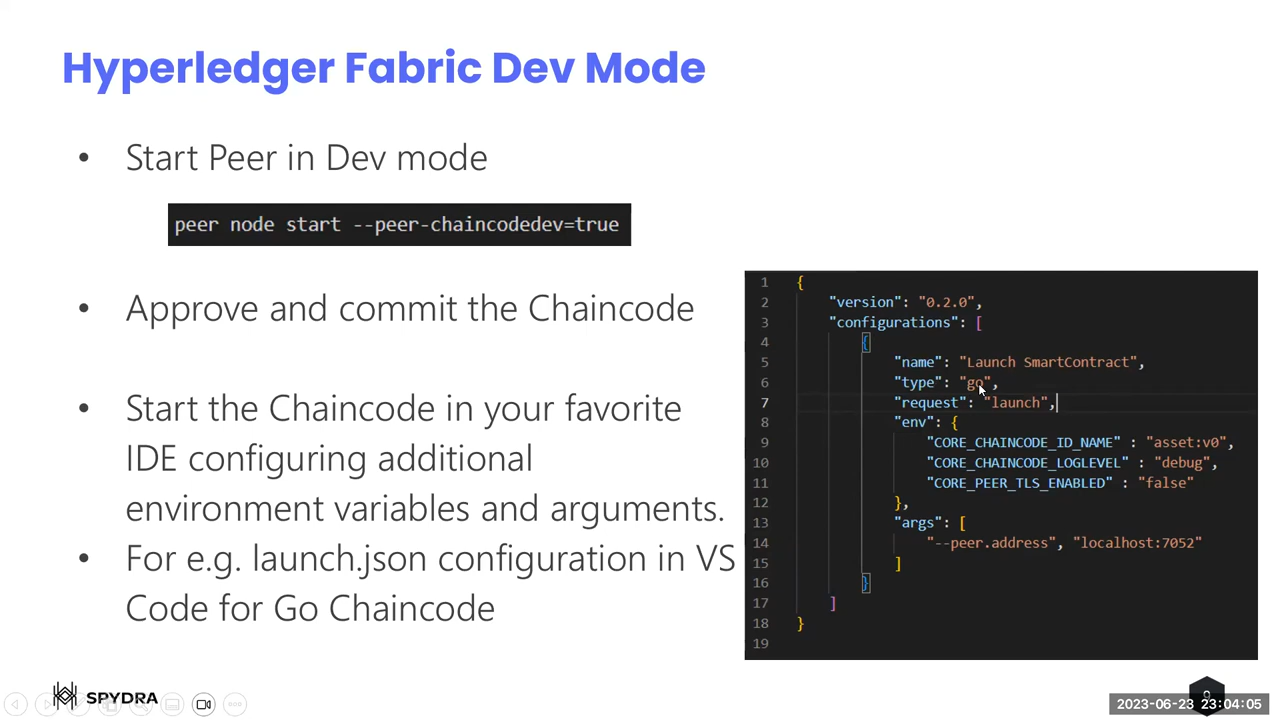 Hyperledger Fabric Dev Mode
• Start Peer in Dev mode
peer node start --peer-chaincodedev=true
• Approve and commit the Chaincode
• Start the Chaincode in your favorite
IDE configuring additional
environment variables and arguments.
• For e.g. launch.json configuration in VS
Code for Go Chaincode
1 {
2 "version": "0.2.0",
3 "configurations": [
4 {
5 "name": "Launch SmartContract",
6 "type": "go",
7 "request": "launch",
8 "env": {
9 "CORE_CHAINCODE_ID_NAME" : "asset:v0",
10 "CORE_CHAINCODE_LOGLEVEL" : "debug",
11 "CORE_PEER_TLS_ENABLED" : "false"
12 },
13 "args": [
14 "--peer.address", "localhost:7052"
15 ]
16 }
17 ]
18 }
19
SPYDRA
2023-06-23 23:04:05